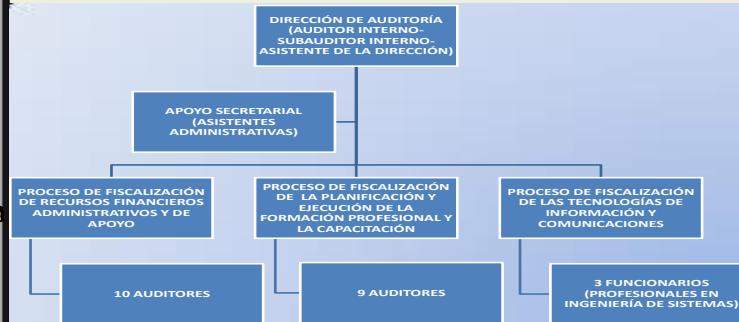 DIRECCIÓN DE AUDITORÍA
(AUDITOR INTERNO-
SUBAUDITOR INTERNO-
ASISTENTE DE LA DIRECCIÓN)
APOYO SECRETARIAL
(ASISTENTES
ADMINISTRATIVAS)
PROCESO DE FISCALIZACIÓN
DE RECURSOS FINANCIEROS
ADMINISTRATIVOS Y DE
APOYO
PROCESO DE FISCALIZACIÓN
DE LA PLANIFICACIÓN Y
EJECUCIÓN DE LA
FORMACIÓN PROFESIONAL Y
LA CAPACITACIÓN
PROCESO DE FISCALIZACIÓN
DE LAS TECNOLOGÍAS DE
INFORMACIÓN Y
COMUNICACIONES
10 AUDITORES
9 AUDITORES
3 FUNCIONARIOS
(PROFESIONALES EN
INGENIERÍA DE SISTEMAS)